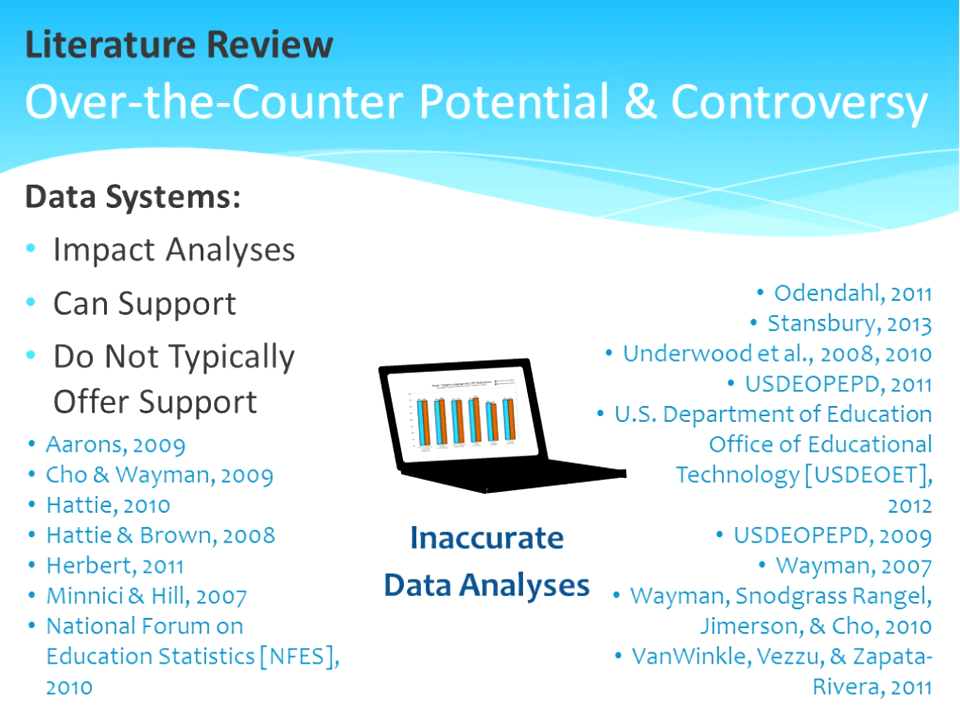 Literature Review
Over-the-Counter Potential & Controversy
Data Systems:
• Impact Analyses
• Can Support
• Do Not Typically
Offer Support
• Aarons, 2009
• Cho & Wayman, 2009
• Hattie, 2010
• Hattie & Brown, 2008
• Herbert, 2011
• Minnici & Hill, 2007
• National Forum on
Education Statistics [NFES],
2010
Inaccurate
Data Analyses
• Odendahl, 2011
• Stansbury, 2013
• Underwood et al., 2008, 2010
• USDEOPEPD, 2011
• U.S. Department of Education
Office of Educational
Technology [USDEOET],
2012
• USDEOPEPD, 2009
• Wayman, 2007
• Wayman, Snodgrass Rangel,
Jimerson, & Cho, 2010
• VanWinkle, Vezzu, & Zapata-
Rivera, 2011